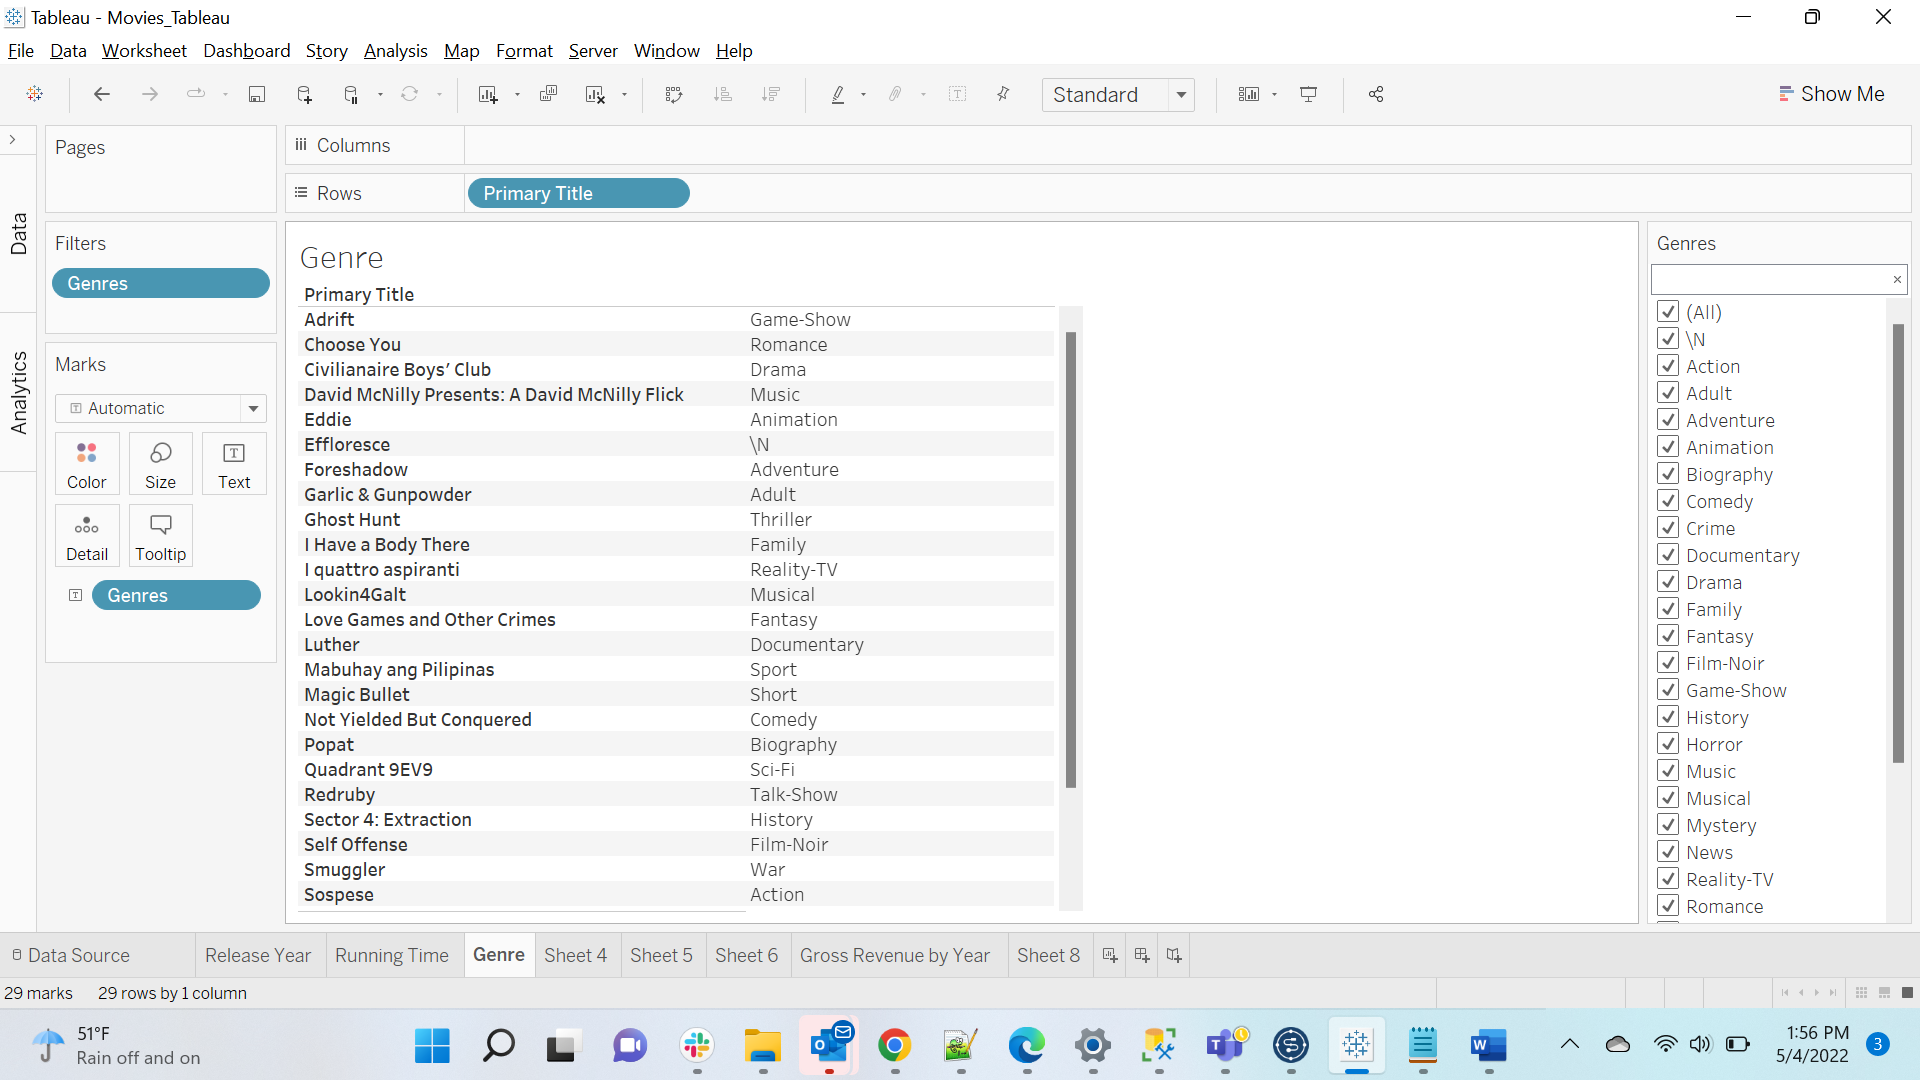 Tableau - Movies_Tableau
File Data Worksheet Dashboard Story Analysis Map Format Server Window Help
Standard
Show Me
Pages
Columns
Rows Primary Title
Data
Analytics
Filters
Genres
Marks
Automatic
Color Size Text
Detail Tooltip
Genres
Genre
Primary Title
Adrift Game-Show
Choose You Romance
Civilianaire Boys’ Club Drama
David McNilly Presents: A David McNilly Flick Music
Eddie Animation
Effloresce \N
Foreshadow Adventure
Garlic & Gunpowder Adult
Ghost Hunt Thriller
I Have a Body There Family
I quattro aspiranti Reality-TV
Lookin4Galt Musical
Love Games and Other Crimes Fantasy
Luther Documentary
Mabuhay ang Pilipinas Sport
Magic Bullet Short
Not Yielded But Conquered Comedy
Popat Biography
Quadrant 9EV9 Sci-Fi
Redruby Talk-Show
Sector 4: Extraction History
Self Offense Film-Noir
Smuggler War
Sospese Action
Genres
(All)
\N
Action
Adult
Adventure
Animation
Biography
Comedy
Crime
Documentary
Drama
Family
Fantasy
Film-Noir
Game-Show
History
Horror
Music
Musical
Mystery
News
Reality-TV
Romance
Data Source Release Year Running Time Genre Sheet 4 Sheet 5 Sheet 6 Gross Revenue by Year Sheet 8
29 marks 29 rows by 1 column
51°F
Rain off and on
1:56 PM
5/4/2022
3